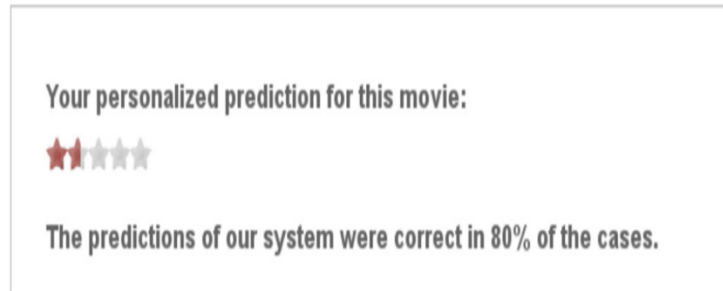 Your personalized prediction for this movie:
The predictions of our system were correct in 80% of the cases.